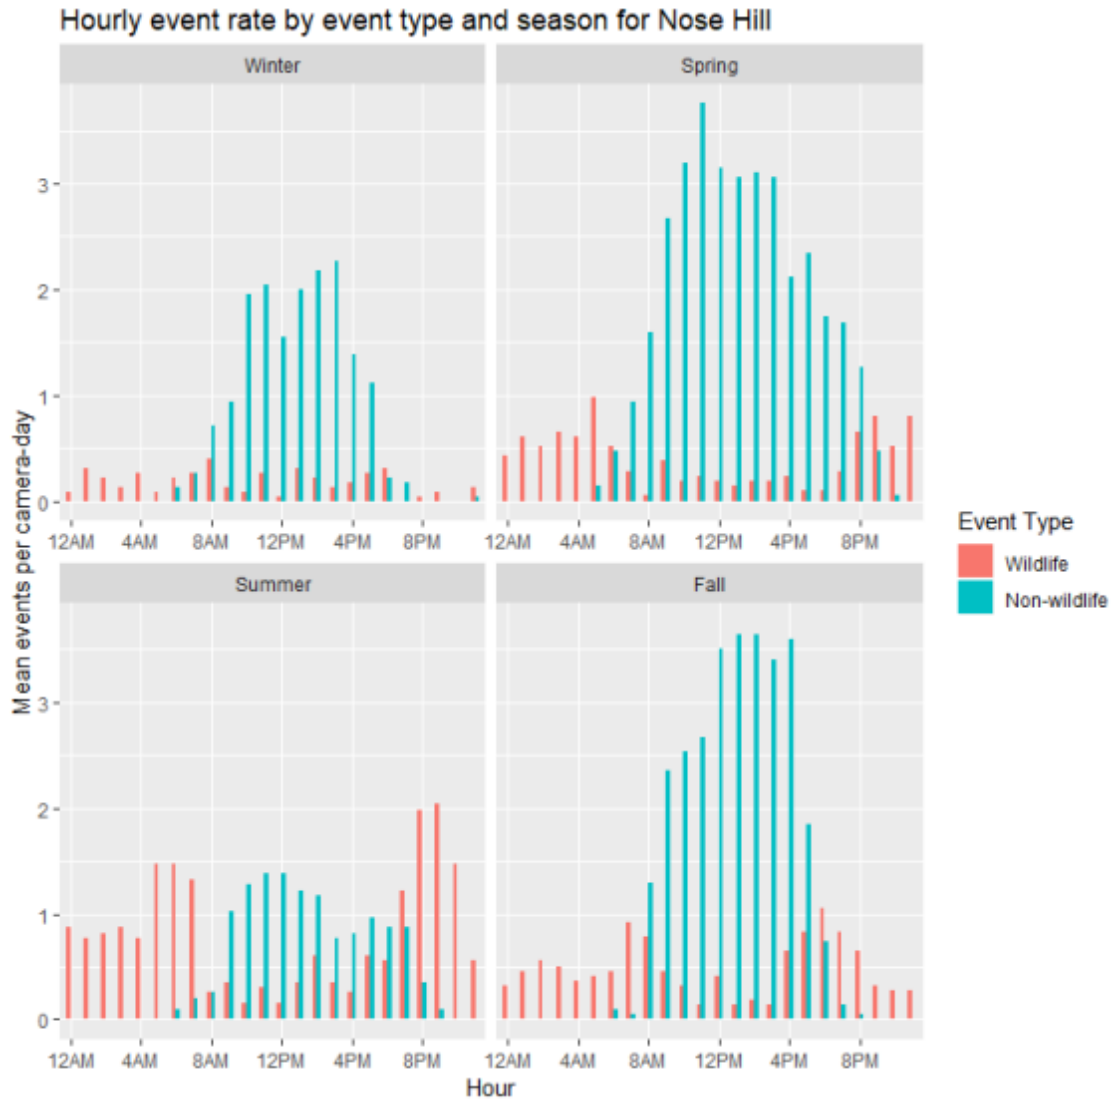 Hourly event rate by event type and season for Nose Hill
Winter
Spring
3
2
1
0
12AM 4AM 8AM 12PM 4PM 8PM
12AM 4AM 8AM 12PM 4PM 8PM
Summer
Fall
3
2
1
0
12AM 4AM 8AM 12PM 4PM 8PM
12AM 4AM 8AM 12PM 4PM 8PM
Mean events per camera-day
Hour
Event Type
Wildlife
Non-wildlife